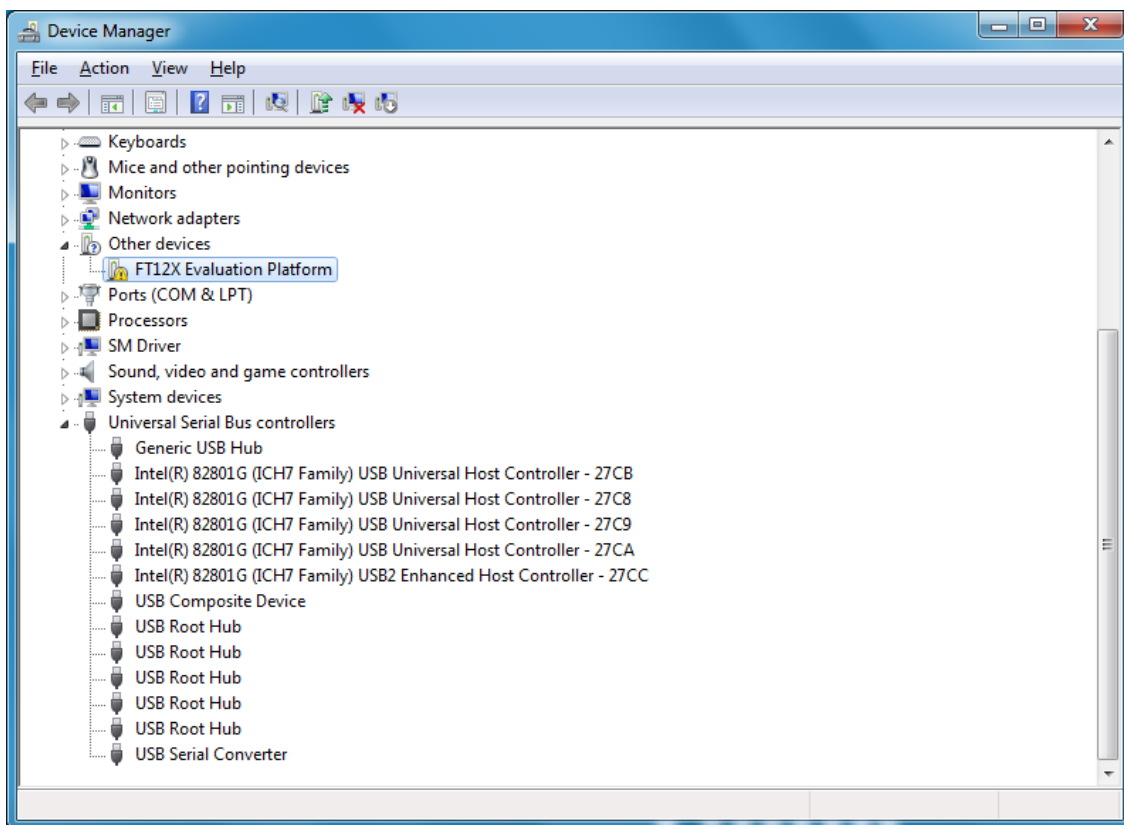 Device Manager
File Action View Help
Keyboards
Mice and other pointing devices
Monitors
Network adapters
Other devices
FT12X Evaluation Platform
Ports (COM & LPT)
Processors
SM Driver
Sound, video and game controllers
System devices
Universal Serial Bus controllers
Generic USB Hub
Intel(R) 82801G (ICH7 Family) USB Universal Host Controller - 27CB
Intel(R) 82801G (ICH7 Family) USB Universal Host Controller - 27C8
Intel(R) 82801G (ICH7 Family) USB Universal Host Controller - 27C9
Intel(R) 82801G (ICH7 Family) USB Universal Host Controller - 27CA
Intel(R) 82801G (ICH7 Family) USB2 Enhanced Host Controller - 27CC
USB Composite Device
USB Root Hub
USB Root Hub
USB Root Hub
USB Root Hub
USB Root Hub
USB Serial Converter